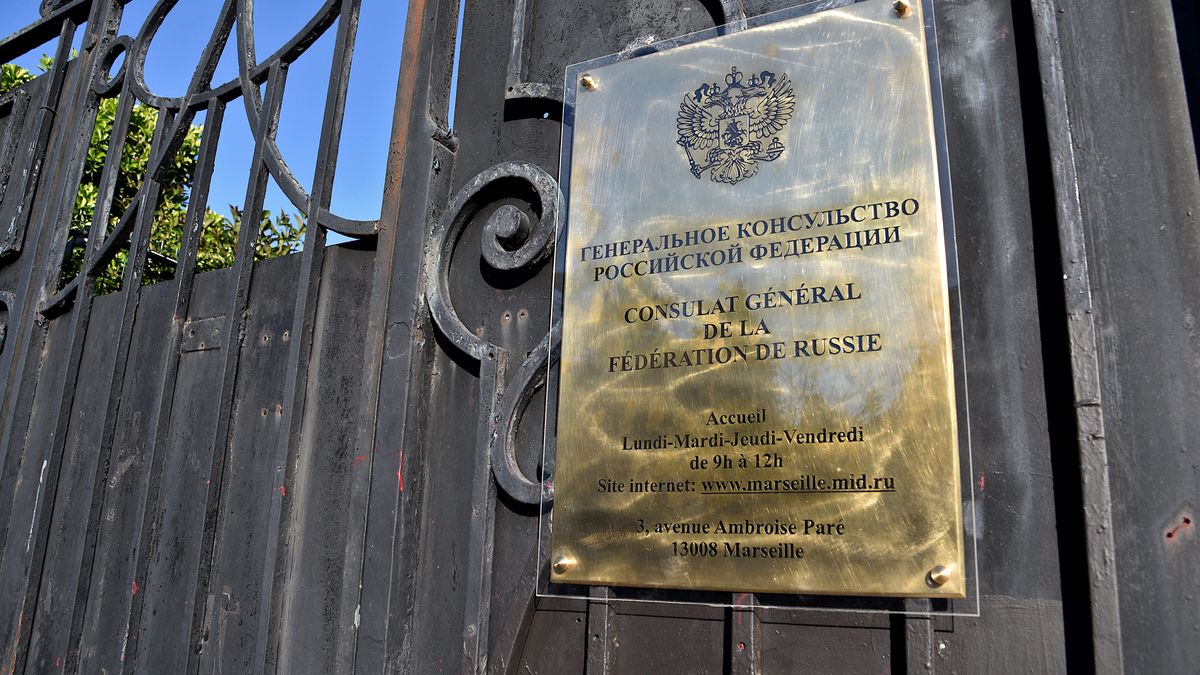 ГЕНЕРАЛЬНОЕ КОНСУЛЬСТВО
РОССИЙСКОЙ ФЕДЕРАЦИИ
CONSULAT GÉNÉRAL
DE LA
FÉDÉRATION DE RUSSIE
Accueil
Lundi-Mardi-Jeudi-Vendredi
de 9h à 12h
Site internet: www.marseille.mid.ru
3, avenue Ambroise Paré
13008 Marseille